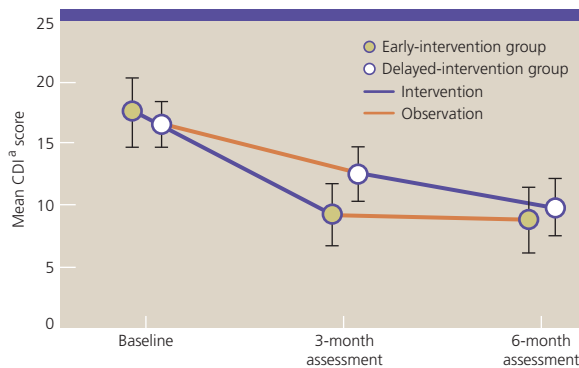 25
20
15
10
5
0
Mean CDIa score
Early-intervention group
Delayed-intervention group
Intervention
Observation
Baseline
3-month
assessment
6-month
assessment